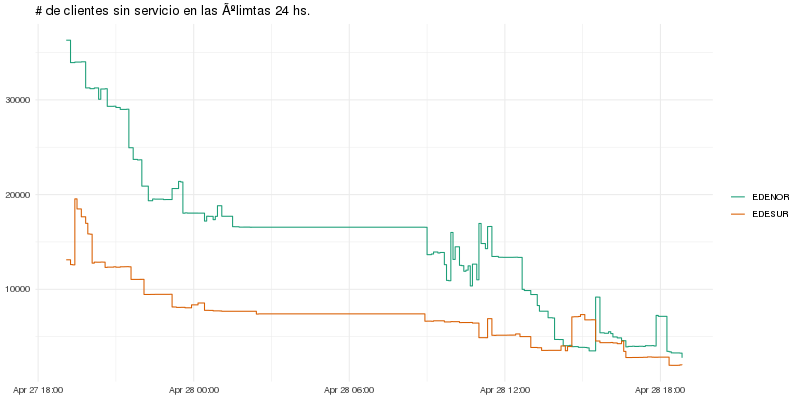 # de clientes sin servicio en las Ãºlimtas 24 hs.
30000
20000
10000
EDENOR
EDESUR
Apr 27 18:00
Apr 28 00:00
Apr 28 06:00
Apr 28 12:00
Apr 28 18:00